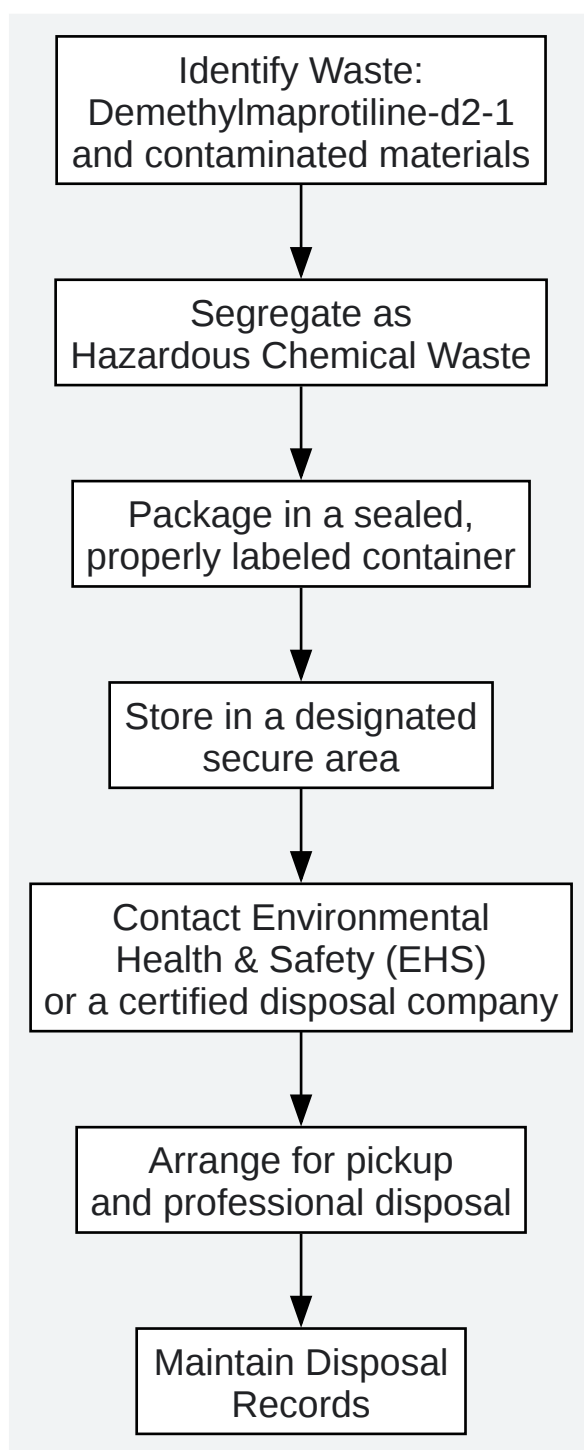 Identify Waste:
Demethylmaprotiline-d2-1
and contaminated materials
Segregate as
Hazardous Chemical Waste
Package in a sealed,
properly labeled container
Store in a designated
secure area
Contact Environmental
Health & Safety (EHS)
or a certified disposal company
Arrange for pickup
and professional disposal
Maintain Disposal
Records